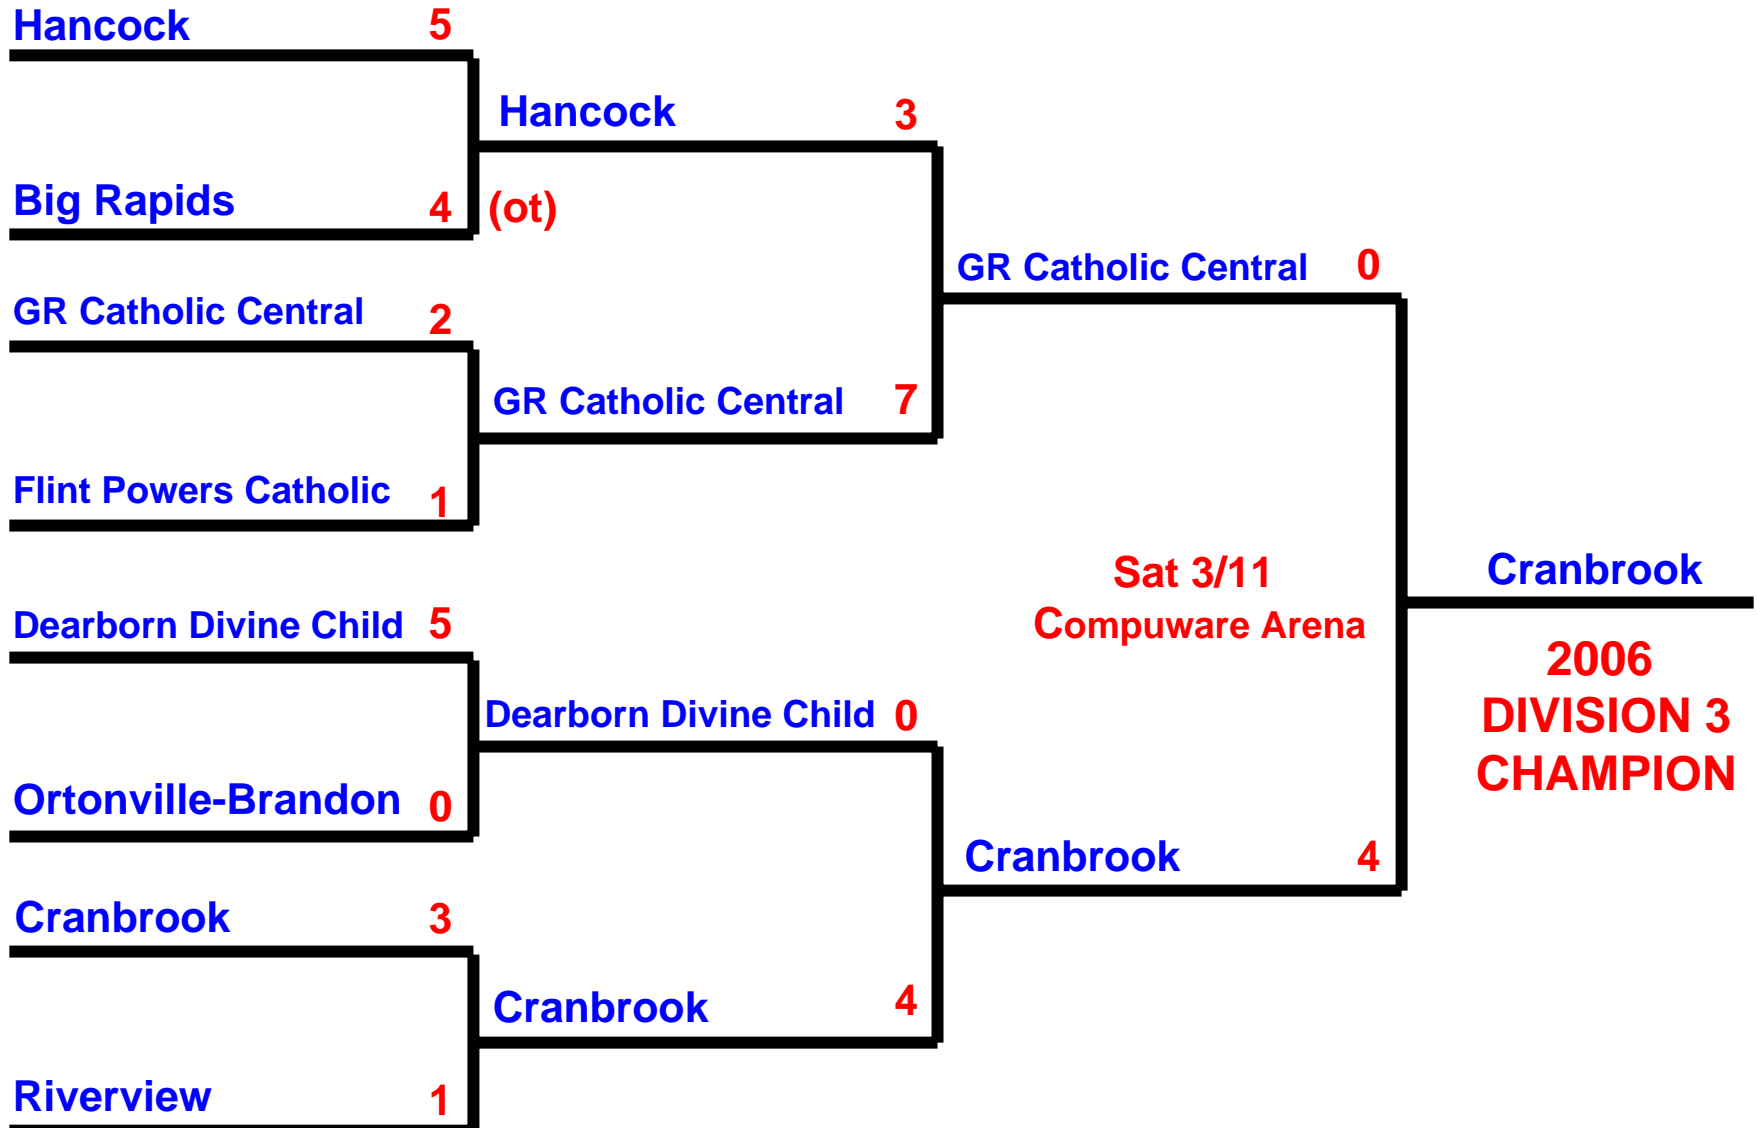 Hancock 5
Hancock 3
Big Rapids 4 (ot)
GR Catholic Central 0
GR Catholic Central 2
GR Catholic Central 7
Flint Powers Catholic 1
Sat 3/11
Compuware Arena
Cranbrook
2006
DIVISION 3
CHAMPION
Dearborn Divine Child 5
Dearborn Divine Child 0
Ortonville-Brandon 0
Cranbrook 4
Cranbrook 3
Cranbrook 4
Riverview 1